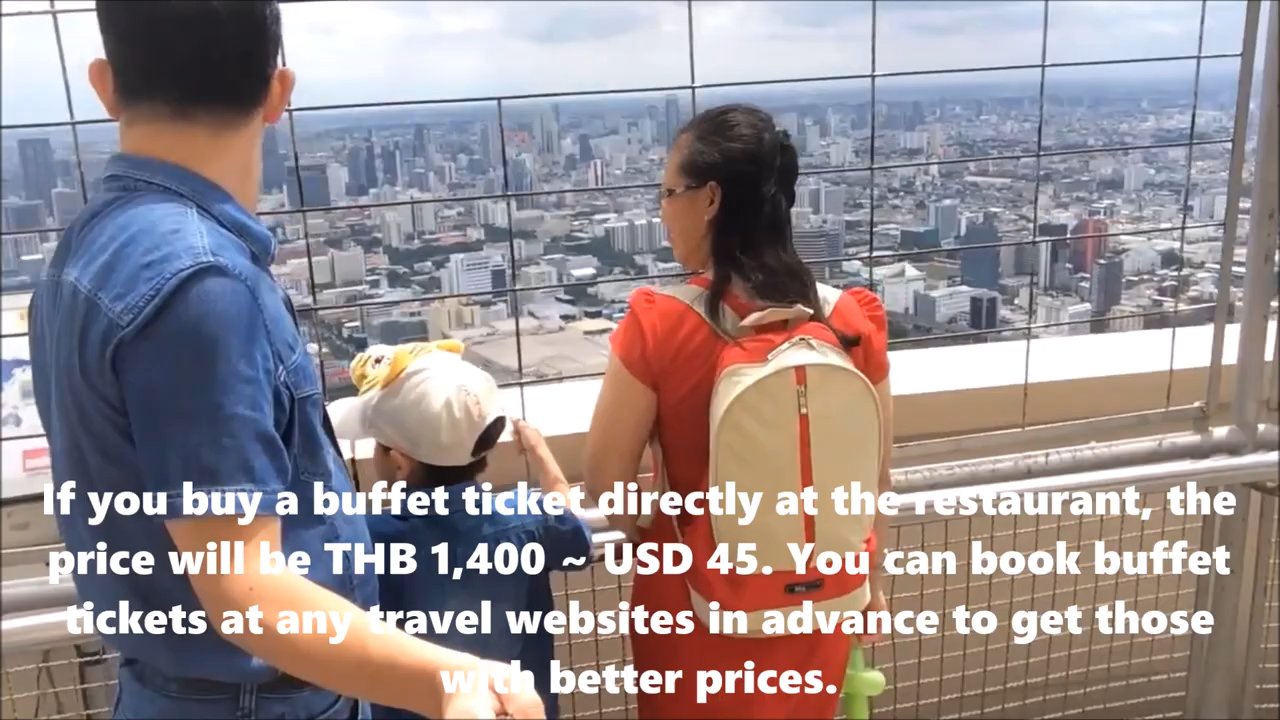 If you buy a buffet ticket directly at the restaurant, the
price will be THB 1,400 ~ USD 45. You can book buffet
tickets at any travel websites in advance to get those
with better prices.